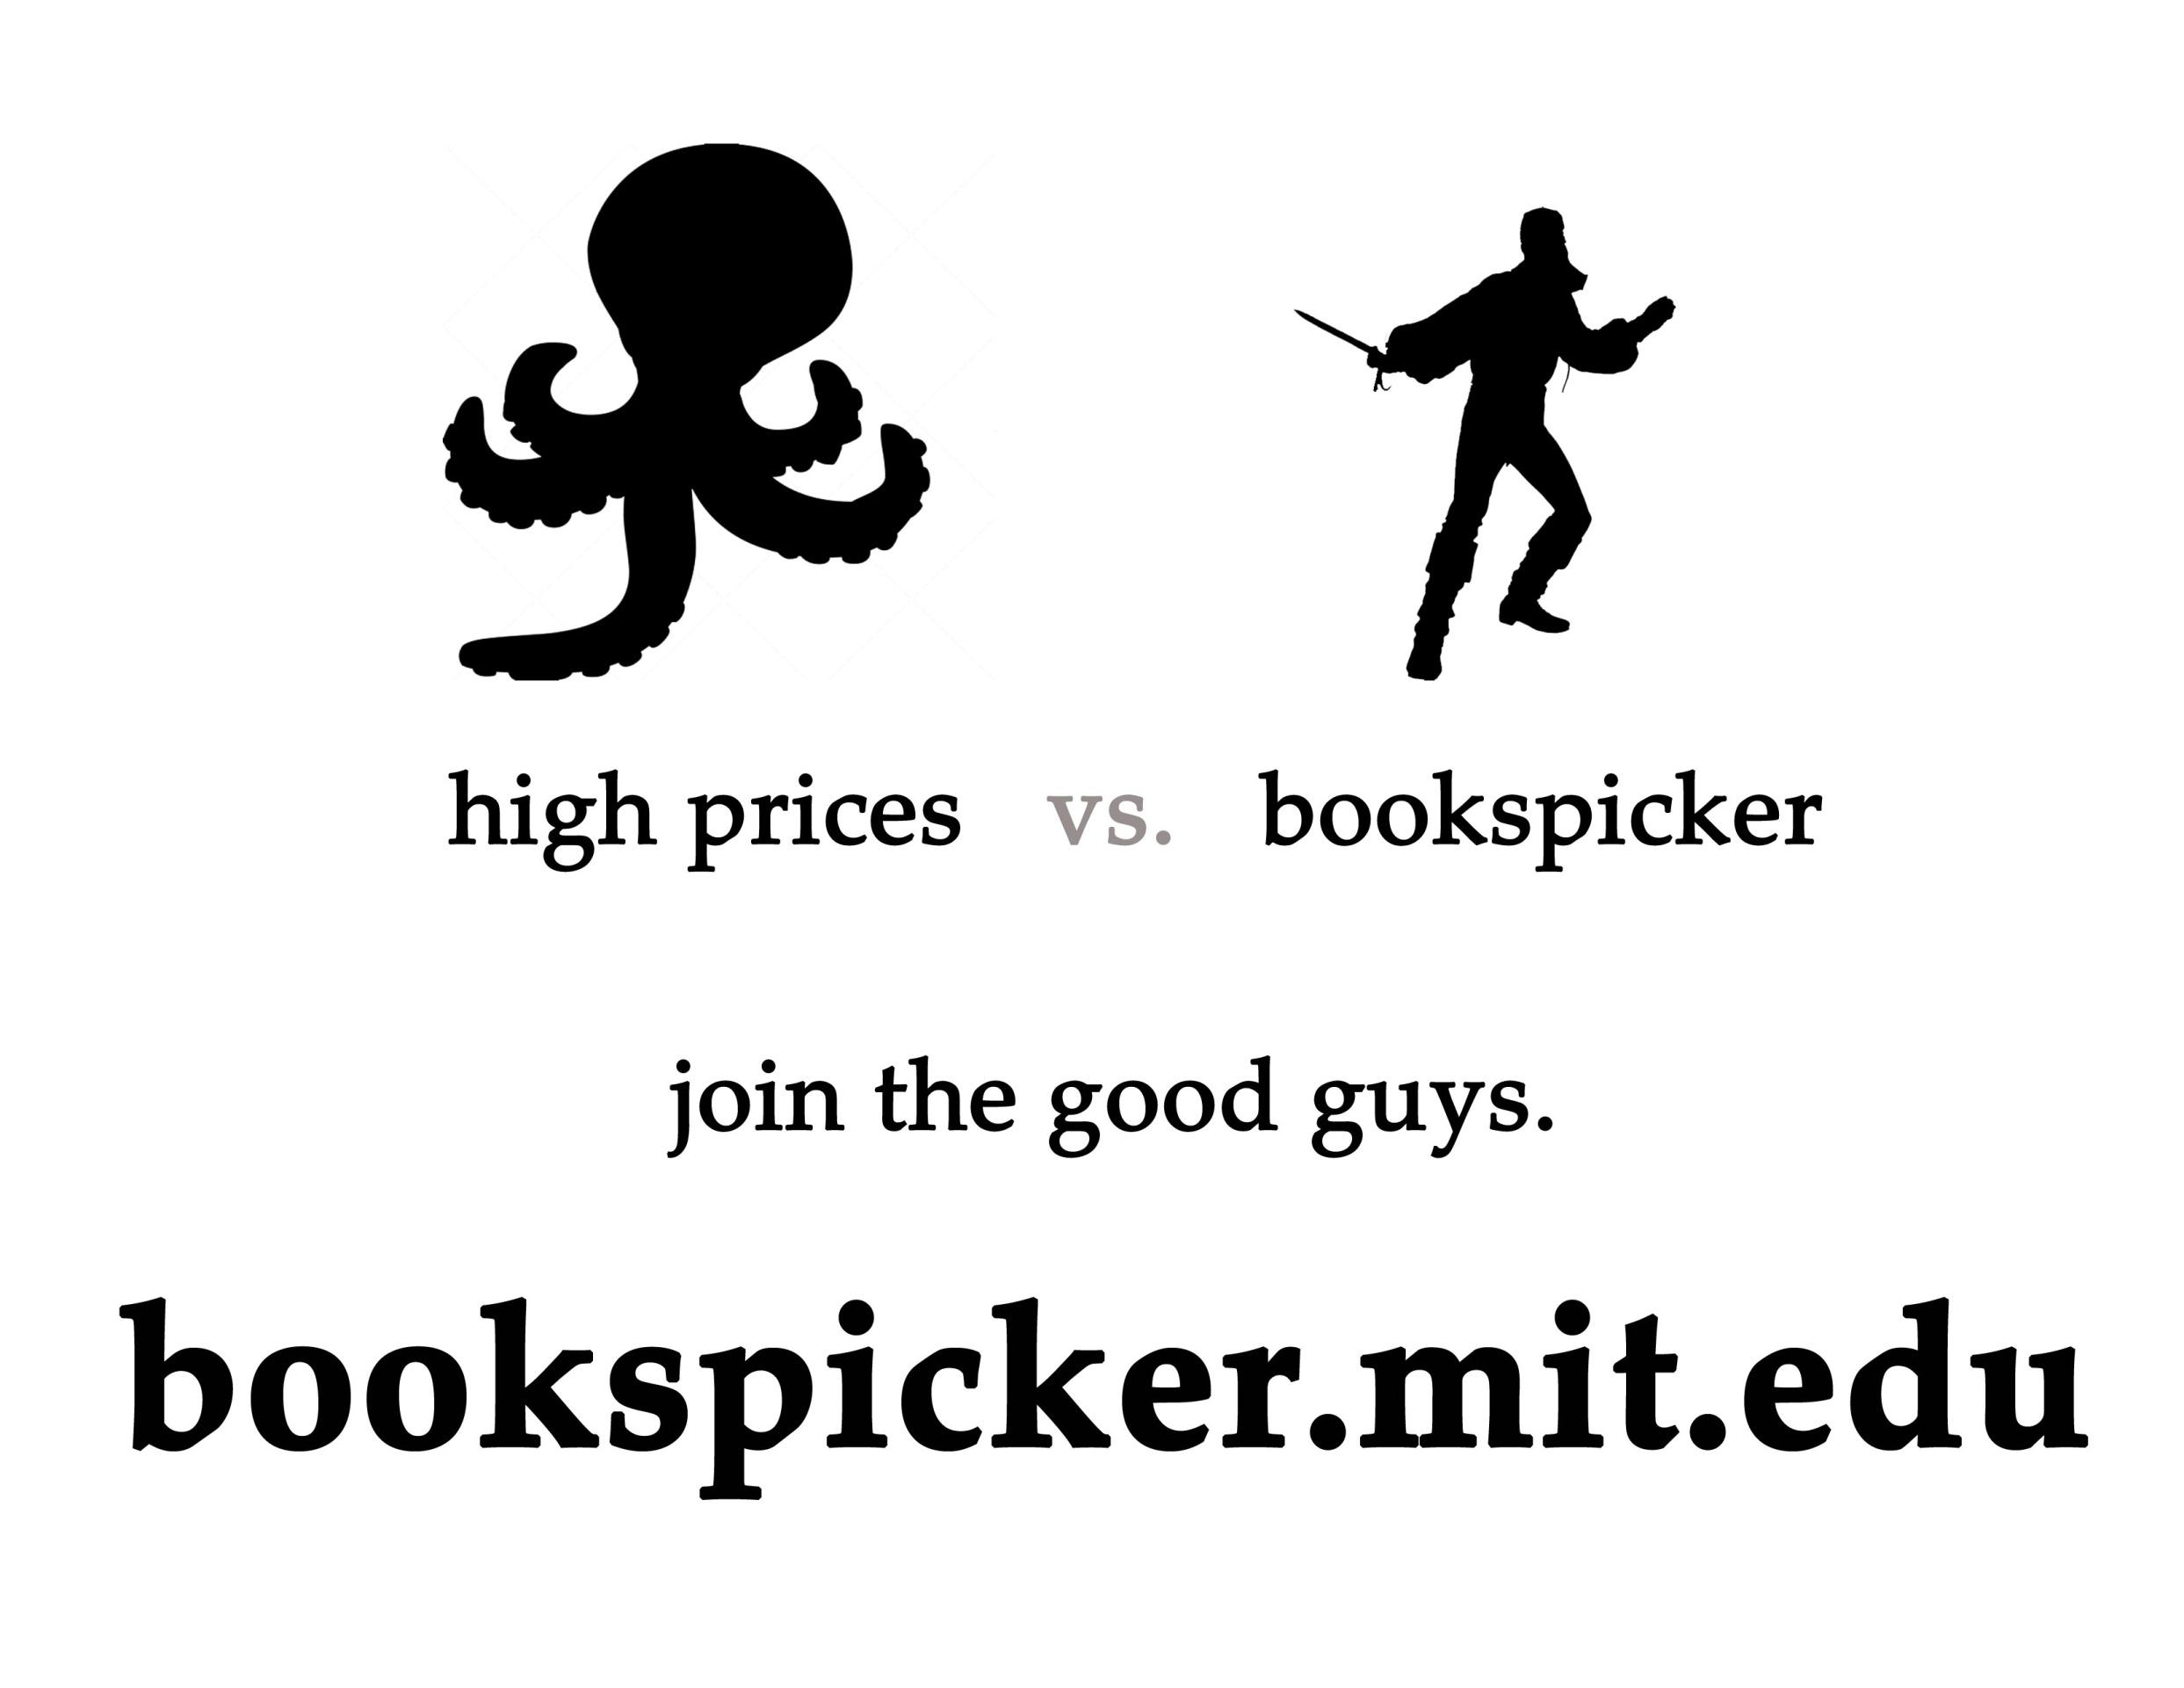 high prices vs. bookspicker
join the good guys.
bookspicker.mit.edu